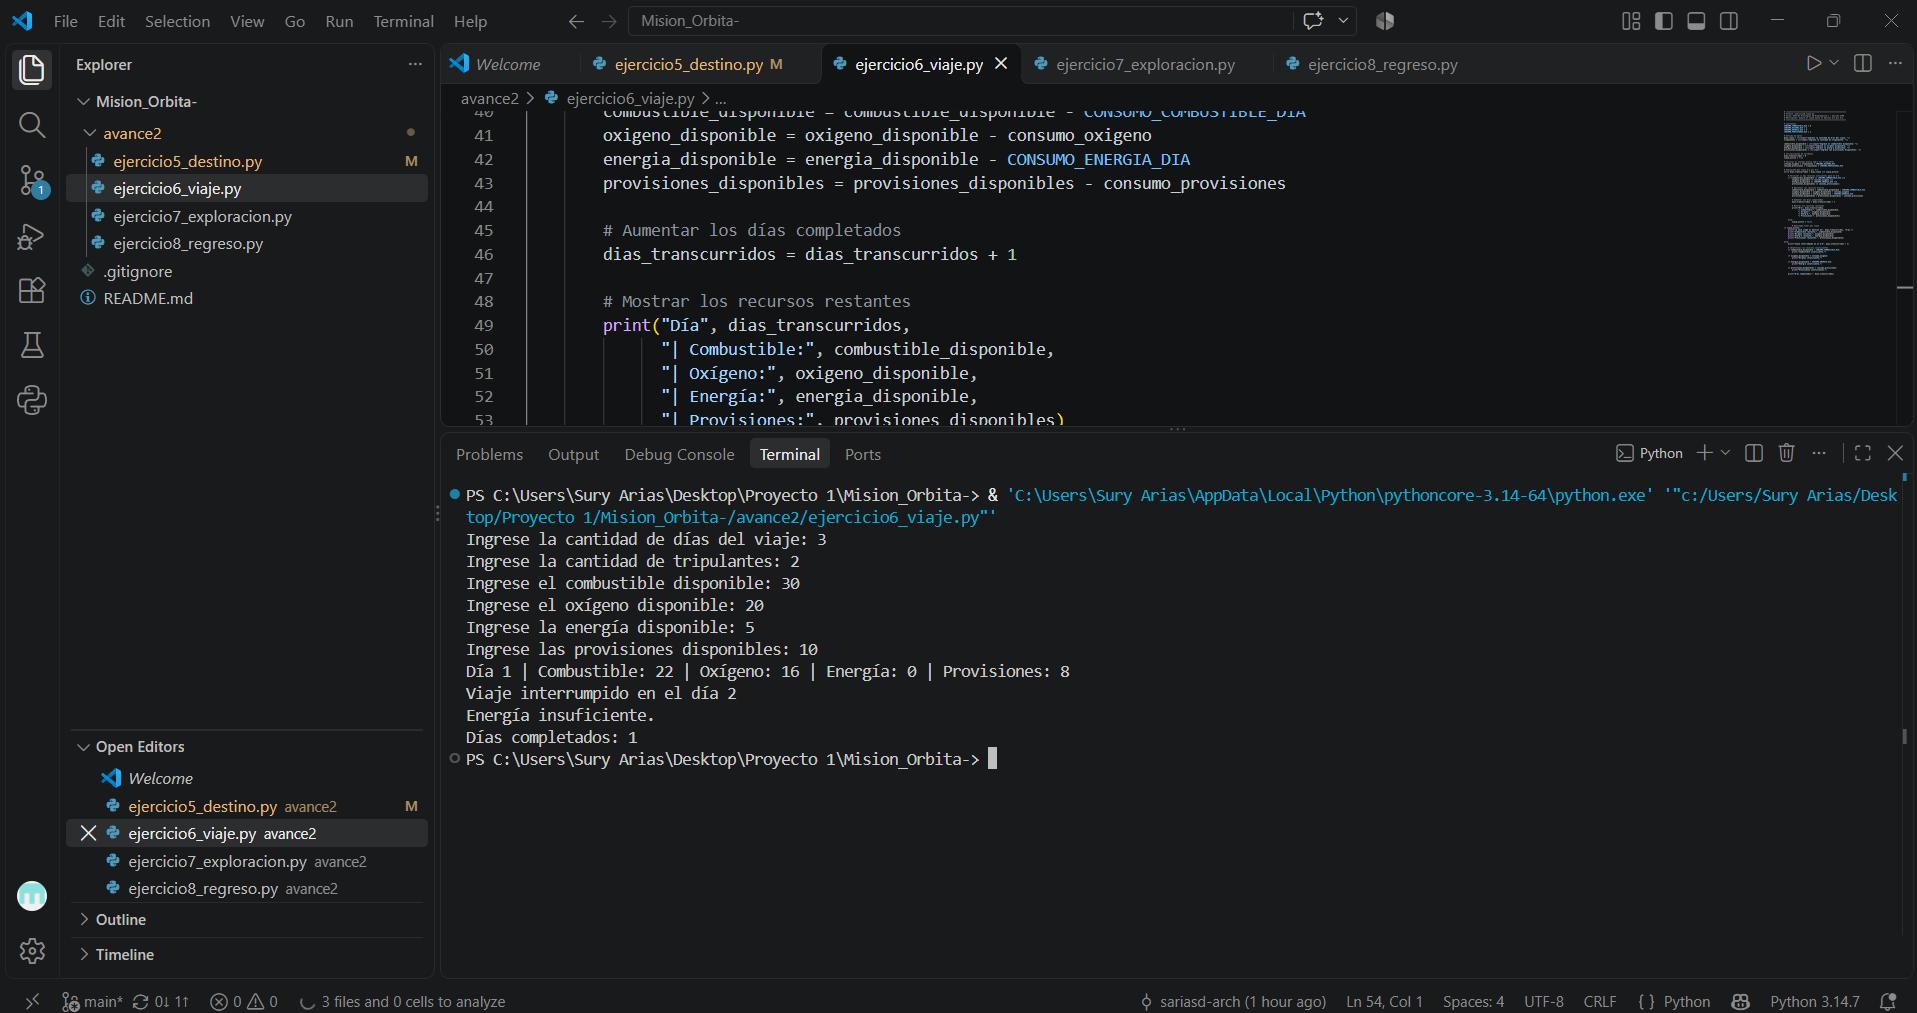 File Edit Selection View Go Run Terminal Help
Mision_Orbita-
Explorer
Mision_Orbita-
avance2
ejercicio5_destino.py M
ejercicio6_viaje.py
ejercicio7_exploracion.py
ejercicio8_regreso.py
.gitignore
README.md
1
Open Editors
Welcome
ejercicio5_destino.py avance2 M
ejercicio6_viaje.py avance2
ejercicio7_exploracion.py avance2
ejercicio8_regreso.py avance2
Outline
Timeline
Welcome ejercicio5_destino.py M ejercicio6_viaje.py ejercicio7_exploracion.py ejercicio8_regreso.py
avance2 > ejercicio6_viaje.py > ...
40 combustible_disponible = combustible_disponible - CONSUMO_COMBUSTIBLE_DIA
41 oxigeno_disponible = oxigeno_disponible - consumo_oxigeno
42 energia_disponible = energia_disponible - CONSUMO_ENERGIA_DIA
43 provisiones_disponibles = provisiones_disponibles - consumo_provisiones
44
45 # Aumentar los días completados
46 dias_transcurridos = dias_transcurridos + 1
47
48 # Mostrar los recursos restantes
49 print("Día", dias_transcurridos,
50 "| Combustible:", combustible_disponible,
51 "| Oxígeno:", oxigeno_disponible,
52 "| Energía:", energia_disponible,
53 "| Provisiones:", provisiones_disponibles)
Problems Output Debug Console Terminal Ports
Python
PS C:\Users\Sury Arias\Desktop\Proyecto 1\Mision_Orbita-> & 'C:\Users\Sury Arias\AppData\Local\Python\pythoncore-3.14-64\python.exe' '"c:/Users/Sury Arias/Desk
top/Proyecto 1/Mision_Orbita-/avance2/ejercicio6_viaje.py"'
Ingrese la cantidad de días del viaje: 3
Ingrese la cantidad de tripulantes: 2
Ingrese el combustible disponible: 30
Ingrese el oxígeno disponible: 20
Ingrese la energía disponible: 5
Ingrese las provisiones disponibles: 10
Día 1 | Combustible: 22 | Oxígeno: 16 | Energía: 0 | Provisiones: 8
Viaje interrumpido en el día 2
Energía insuficiente.
Días completados: 1
PS C:\Users\Sury Arias\Desktop\Proyecto 1\Mision_Orbita->
main* 0↓ 1↑ 0 0 3 files and 0 cells to analyze sariasd-arch (1 hour ago) Ln 54, Col 1 Spaces: 4 UTF-8 CRLF { } Python Python 3.14.7